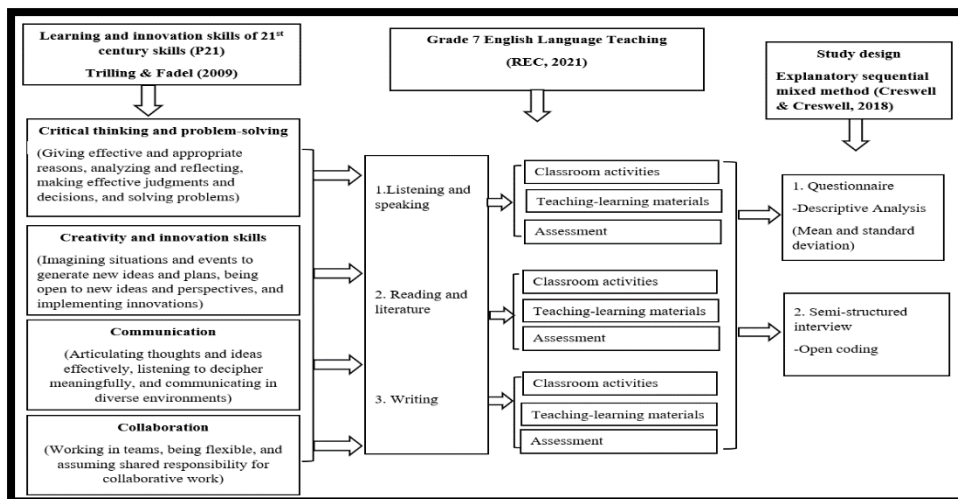 Learning and innovation skills of 21st
century skills (P21)
Trilling & Fadel (2009)
Critical thinking and problem-solving
(Giving effective and appropriate
reasons, analyzing and reflecting,
making effective judgments and
decisions, and solving problems)
Creativity and innovation skills
(Imagining situations and events to
generate new ideas and plans, being
open to new ideas and perspectives, and
implementing innovations)
Communication
(Articulating thoughts and ideas
effectively, listening to decipher
meaningfully, and communicating in
diverse environments)
Collaboration
(Working in teams, being flexible, and
assuming shared responsibility for
collaborative work)
Grade 7 English Language Teaching
(REC, 2021)
1.Listening and
speaking
2. Reading and
literature
3. Writing
Classroom activities
Teaching-learning materials
Assessment
Classroom activities
Teaching-learning materials
Assessment
Classroom activities
Teaching-learning materials
Assessment
Study design
Explanatory sequential
mixed method (Creswell
& Creswell, 2018)
1. Questionnaire
-Descriptive Analysis
(Mean and standard
deviation)
2. Semi-structured
interview
-Open coding